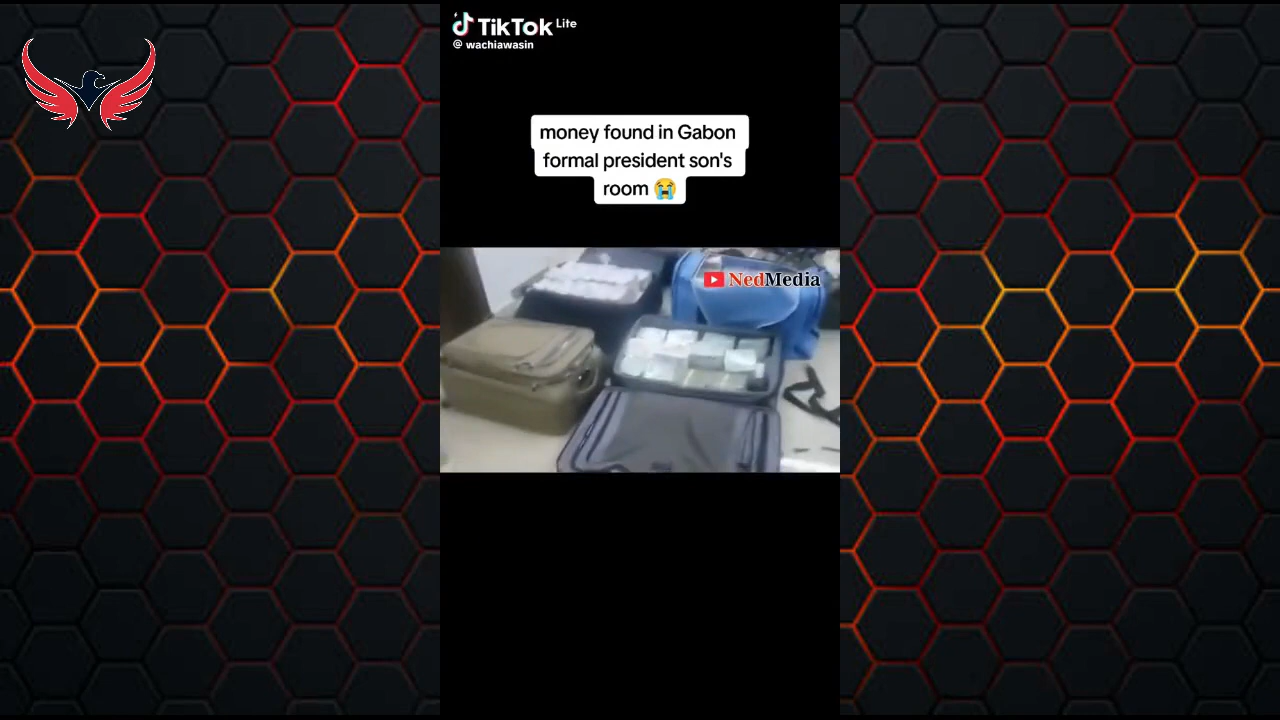 TikTok Lite
@ wachiawasin
money found in Gabon
formal president son's
room 😭
NedMedia